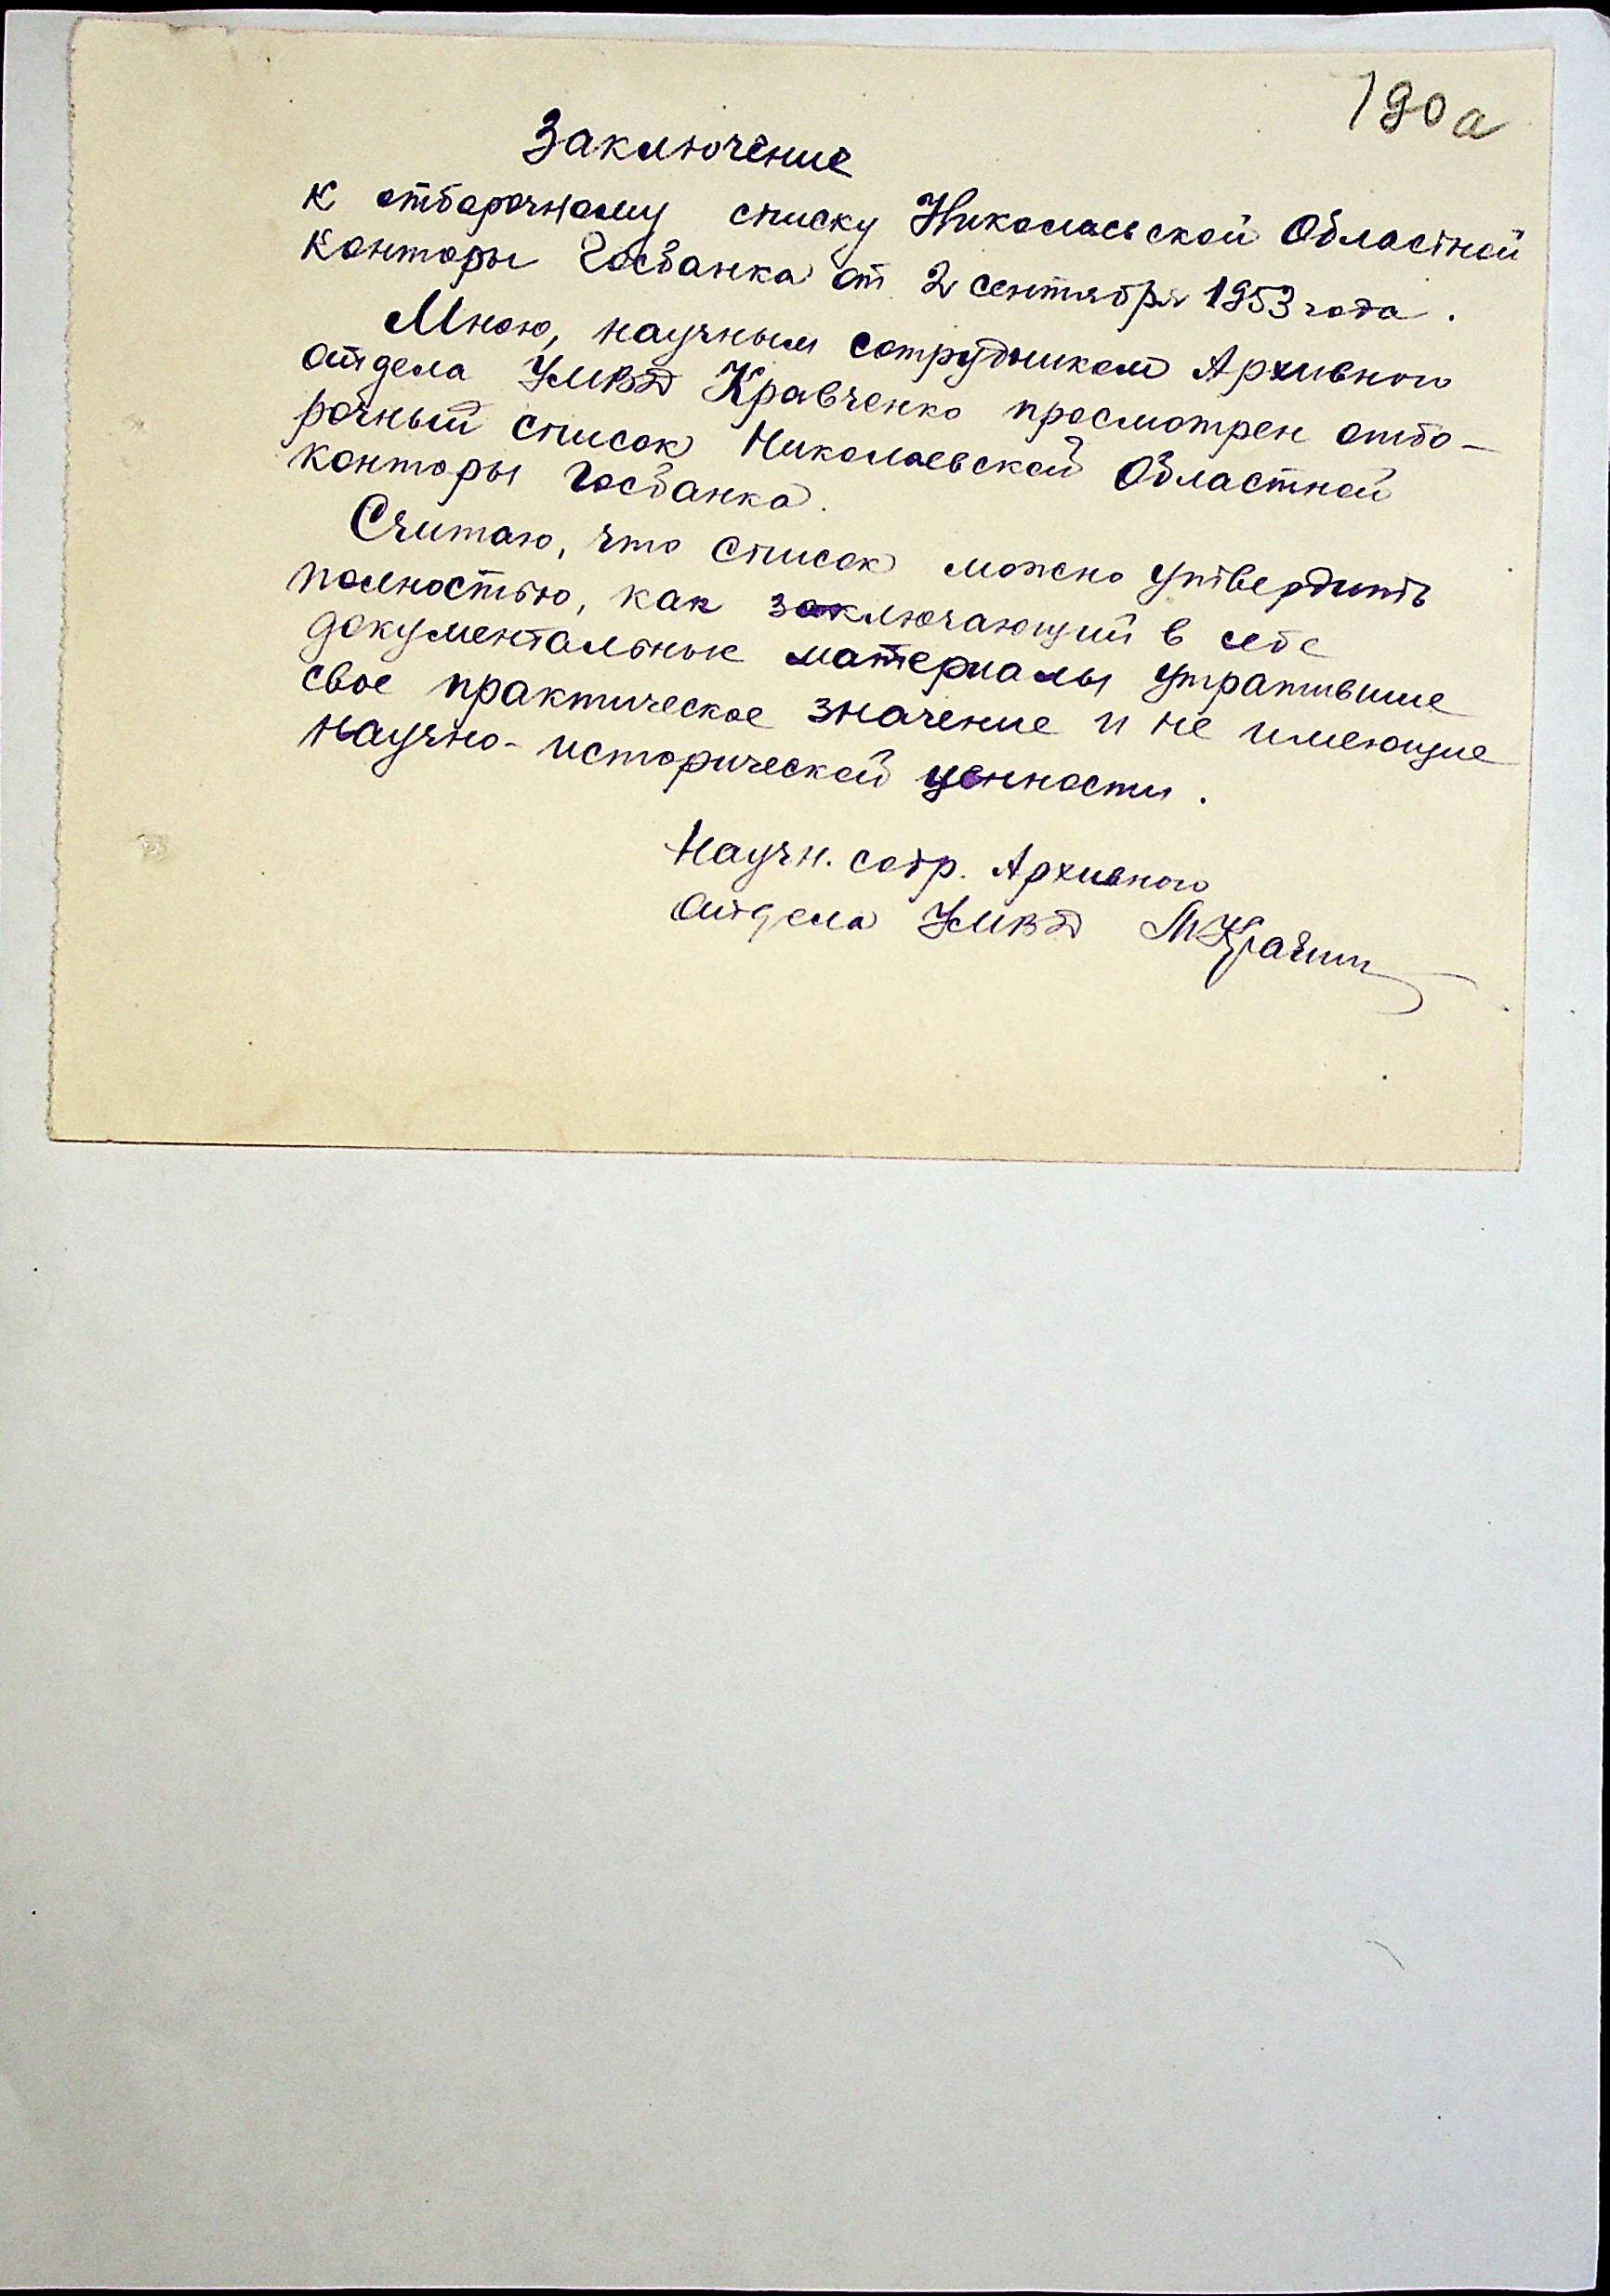 190а
Заключение
к отборочному списку Николаевской Областной
Конторы Госбанка от 2 сентября 1953 года.
Мною, научным сотрудником Архивного
отдела УМВД Кравченко просмотрен отбо-
рочный список Николаевской Областной
конторы Госбанка.
Считаю, что список можно утвердить
полностью, как заключающий в себе
документальные материалы утратившие
свое практическое значение и не имеющие
научно-исторической ценности.
Научн. сотр. Архивного
отдела УМВД